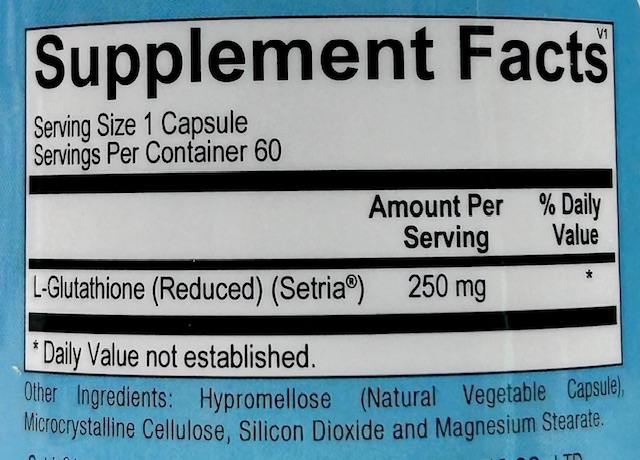 Supplement Facts V1
Serving Size 1 Capsule
Servings Per Container 60
Amount Per Serving % Daily Value
L-Glutathione (Reduced) (Setria®) 250 mg *
* Daily Value not established.
Other Ingredients: Hypromellose (Natural Vegetable Capsule),
Microcrystalline Cellulose, Silicon Dioxide and Magnesium Stearate.